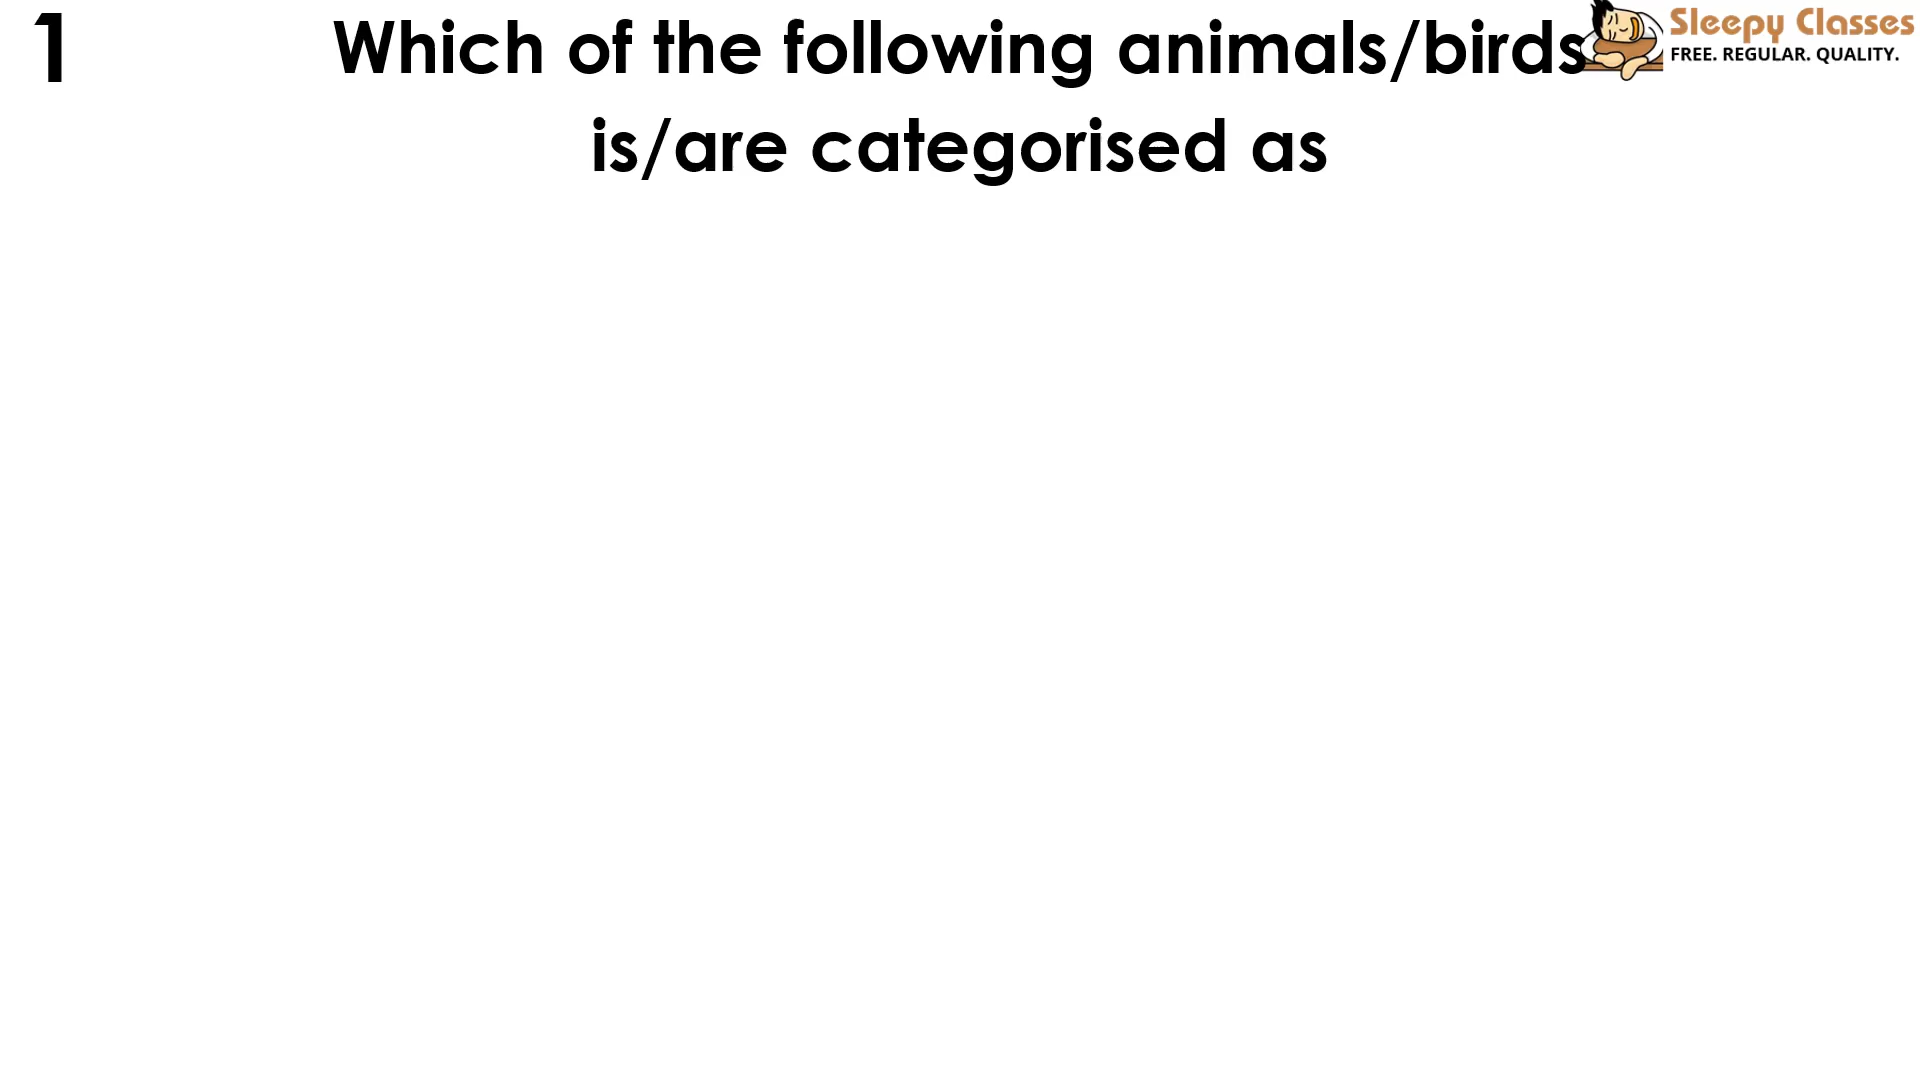 1
Which of the following animals/birds
is/are categorised as
Sleepy Classes
FREE. REGULAR. QUALITY.